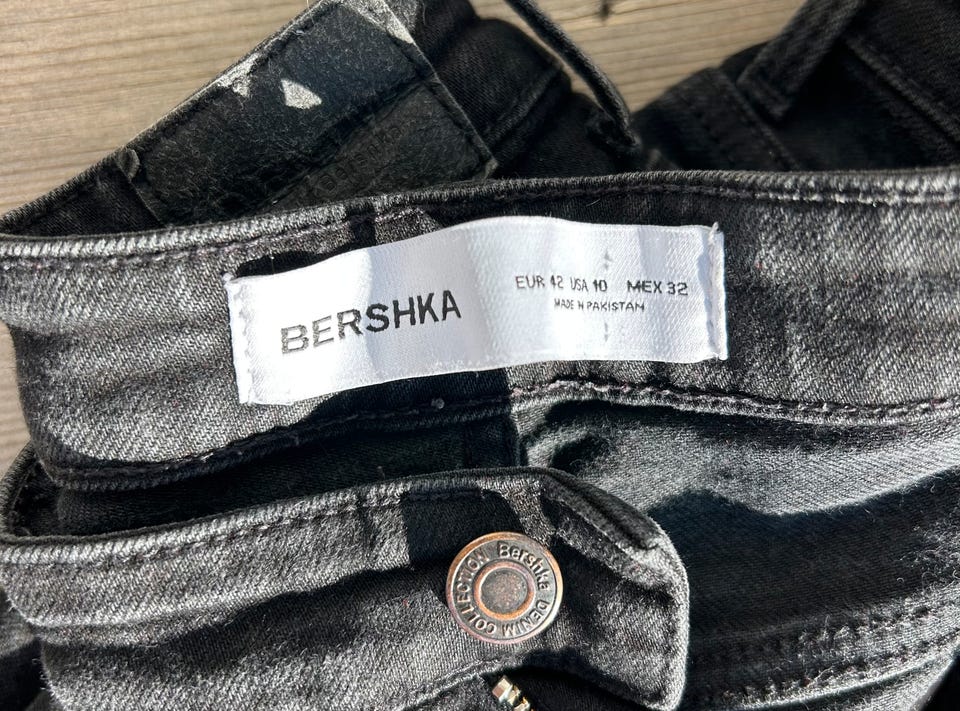 BERSHKA
EUR 42 USA 10 MEX 32
MADE IN PAKISTAN
Bershka DENIM COLLECTION